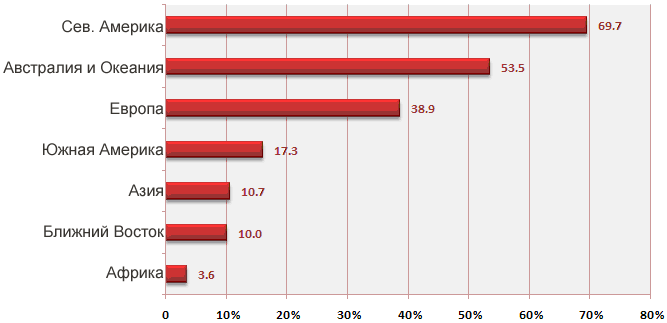 Сев. Америка 69.7
Австралия и Океания 53.5
Европа 38.9
Южная Америка 17.3
Азия 10.7
Ближний Восток 10.0
Африка 3.6
0 10% 20% 30% 40% 50% 60% 70% 80%